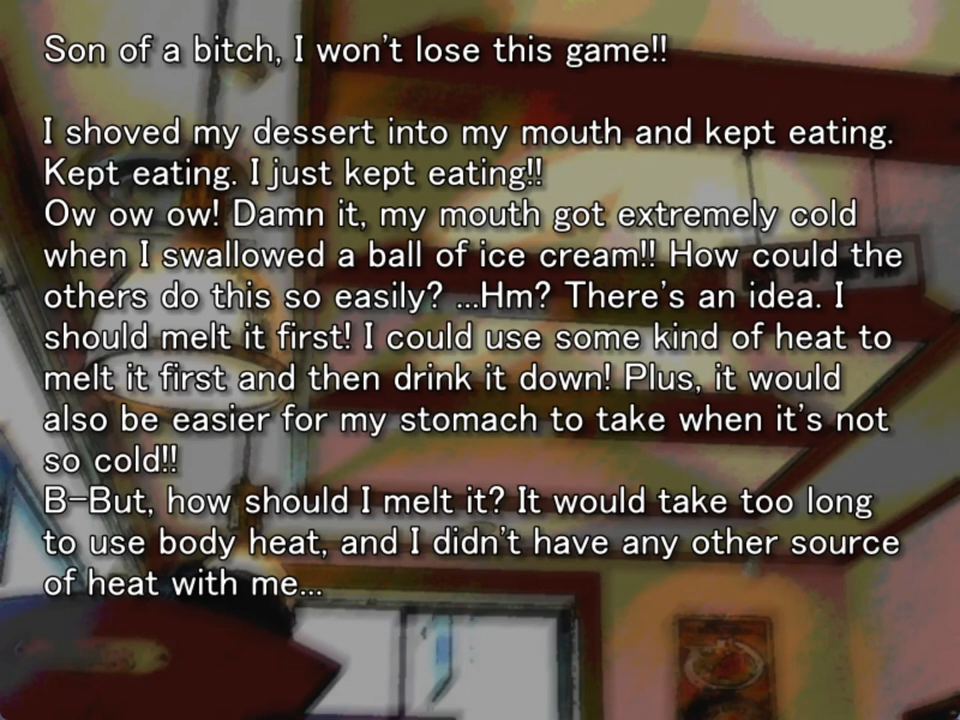 Son of a bitch, I won't lose this game!!
I shoved my dessert into my mouth and kept eating.
Kept eating. I just kept eating!!
Ow ow ow! Damn it, my mouth got extremely cold
when I swallowed a ball of ice cream!! How could the
others do this so easily? ...Hm? There's an idea. I
should melt it first! I could use some kind of heat to
melt it first and then drink it down! Plus, it would
also be easier for my stomach to take when it's not
so cold!!
B-But, how should I melt it? It would take too long
to use body heat, and I didn't have any other source
of heat with me...